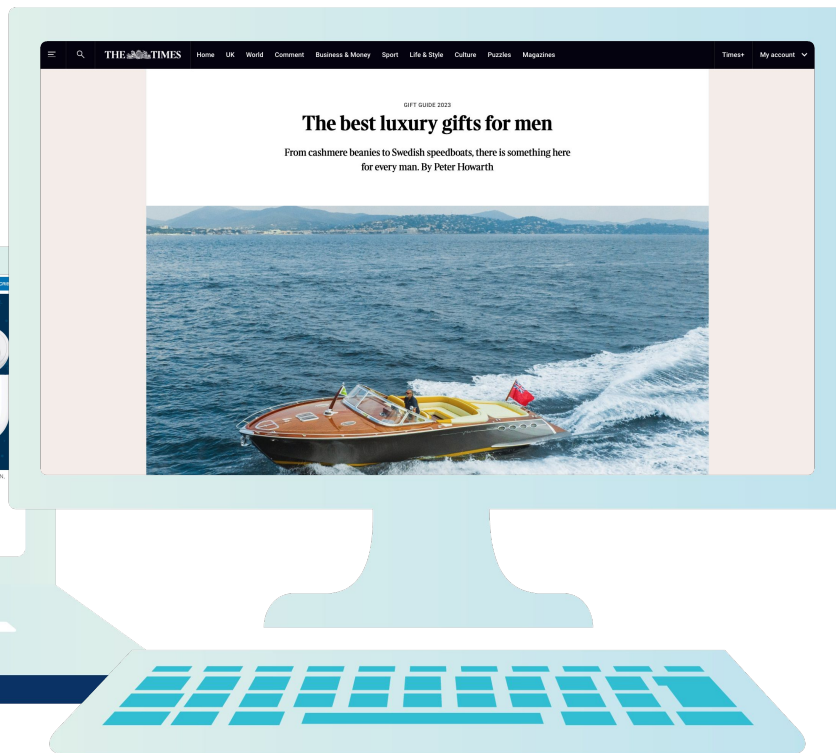 THE TIMES
Home UK World Comment Business & Money Sport Life & Style Culture Puzzles Magazines
Times+ My account
GIFT GUIDE 2023
The best luxury gifts for men
From cashmere beanies to Swedish speedboats, there is something here
for every man. By Peter Howarth
N.